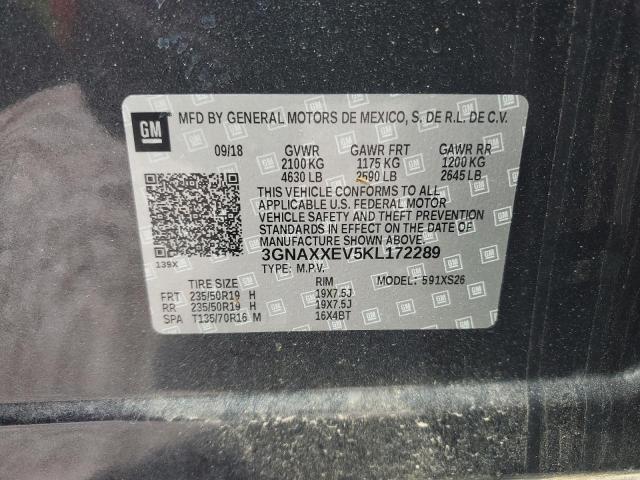 GM
MFD BY GENERAL MOTORS DE MEXICO, S. DE R.L. DE C.V.
09/18 GVWR GAWR FRT GAWR RR
2100 KG 1175 KG 1200 KG
4630 LB 2590 LB 2645 LB
THIS VEHICLE CONFORMS TO ALL
APPLICABLE U.S. FEDERAL MOTOR
VEHICLE SAFETY AND THEFT PREVENTION
STANDARDS IN EFFECT ON THE DATE OF
MANUFACTURE SHOWN ABOVE.
139X 3GNAXXEV5KL172289
TYPE: M.P.V. MODEL: 591XS26
TIRE SIZE RIM
FRT 235/50R19 H 19X7.5J
RR 235/50R19 H 19X7.5J
SPA T135/70R16 M 16X4BT